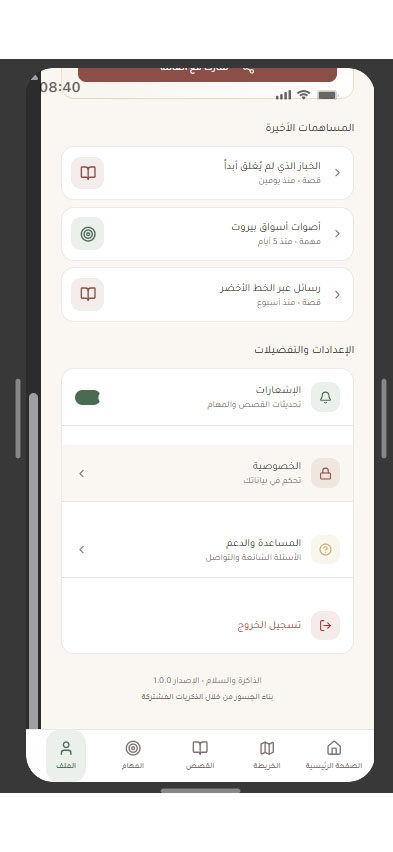 08:40
شارك مع العائلة
المساهمات الأخيرة
الخباز الذي لم يُغلق أبداً
قصة • منذ يومين
أصوات أسواق بيروت
مهمة • منذ 5 أيام
رسائل عبر الخط الأخضر
قصة • منذ أسبوع
الإعدادات والتفضيلات
الإشعارات
تحديثات القصص والمهام
الخصوصية
تحكم في بياناتك
المساعدة والدعم
الأسئلة الشائعة والتواصل
تسجيل الخروج
الذاكرة والسلام • الإصدار 1.0.0
بناء الجسور من خلال الذكريات المشتركة
الصفحة الرئيسية
الخريطة
القصص
المهام
الملف